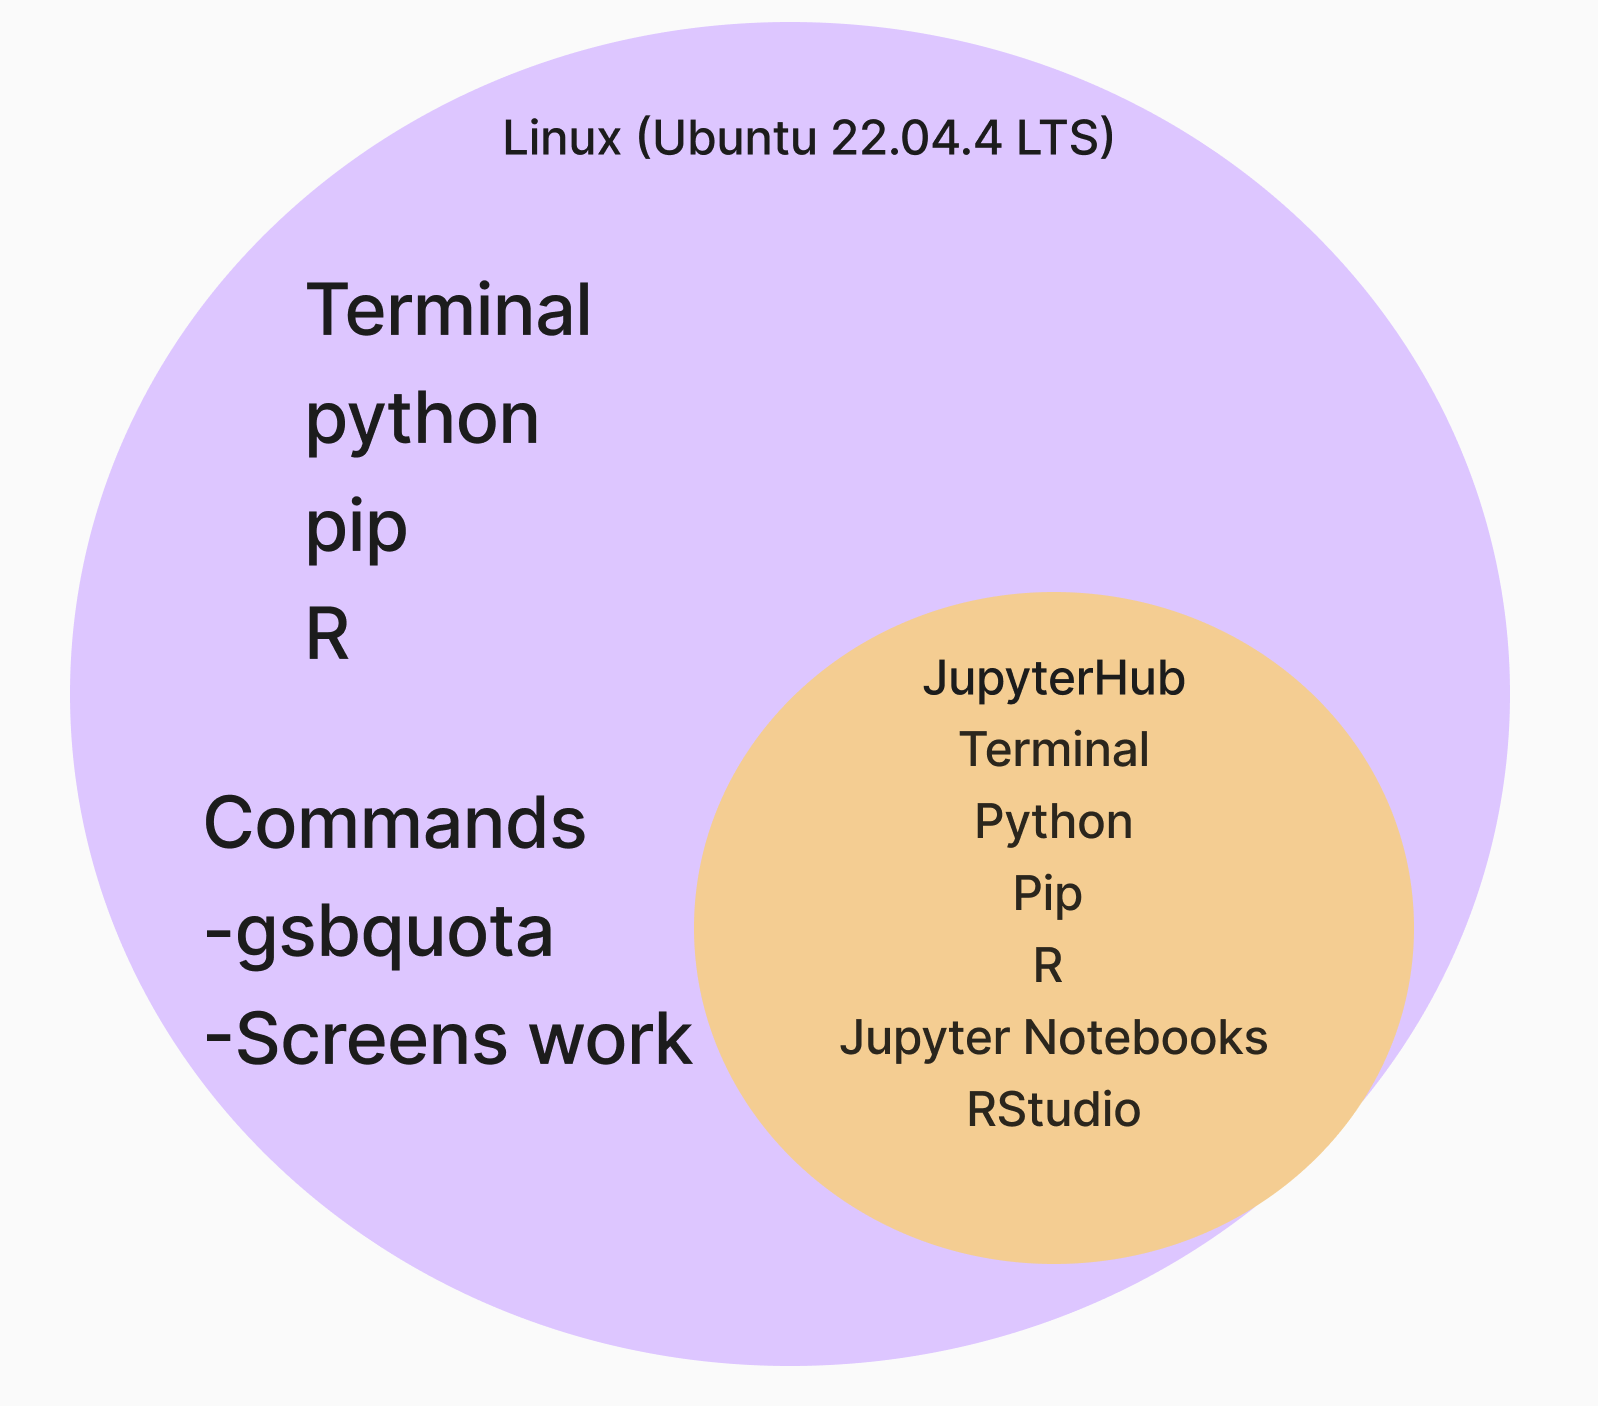 Linux (Ubuntu 22.04.4 LTS)
Terminal
python
pip
R
Commands
-gsbquota
-Screens work
JupyterHub
Terminal
Python
Pip
R
Jupyter Notebooks
RStudio